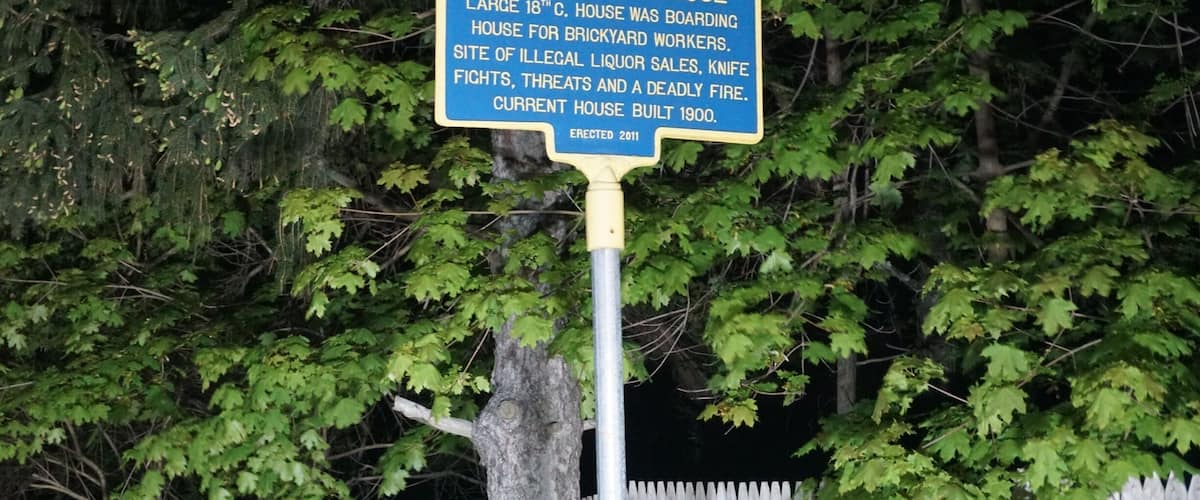 LARGE 18TH C. HOUSE WAS BOARDING
HOUSE FOR BRICKYARD WORKERS.
SITE OF ILLEGAL LIQUOR SALES, KNIFE
FIGHTS, THREATS AND A DEADLY FIRE.
CURRENT HOUSE BUILT 1900.
ERECTED 2011